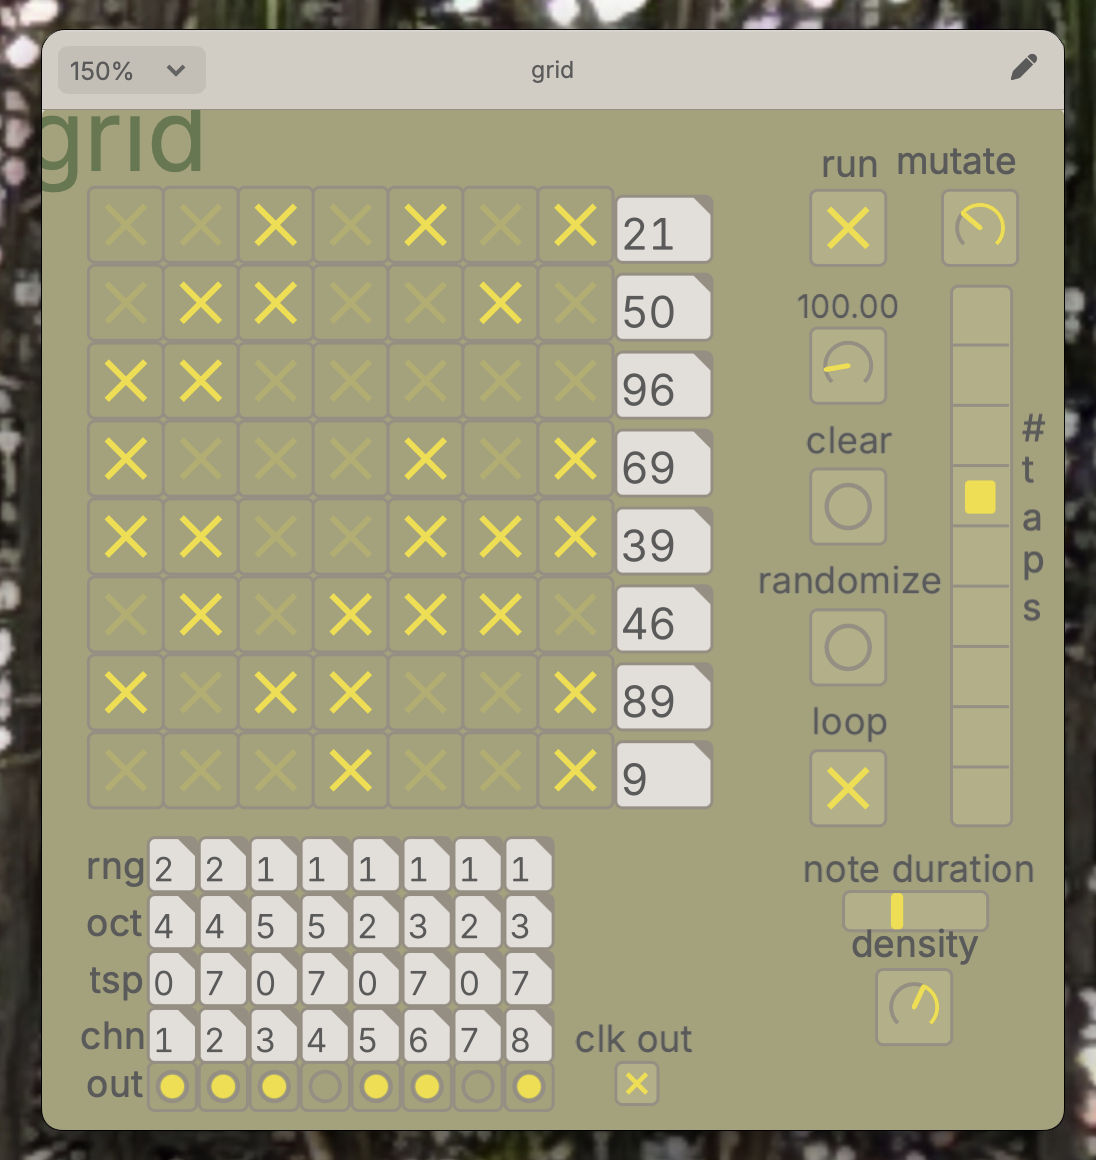 150%
grid
grid
run mutate
21
50
100.00
96
clear
69
39
randomize
46
89
loop
9
# t a p s
rng 2 2 1 1 1 1 1 1
note duration
oct 4 4 5 5 2 3 2 3
density
tsp 0 7 0 7 0 7 0 7
chn 1 2 3 4 5 6 7 8
clk out
out